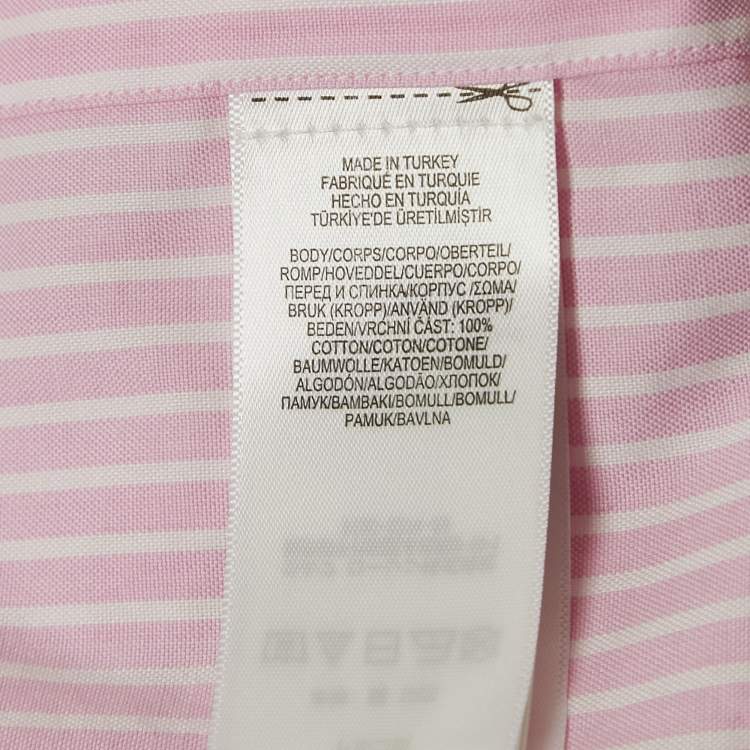 MADE IN TURKEY
FABRIQUÉ EN TURQUIE
HECHO EN TURQUÍA
TÜRKİYE'DE ÜRETİLMİŞTİR
BODY/CORPS/CORPO/OBERTEIL/
ROMP/HOVEDDEL/CUERPO/CORPO/
ПЕРЕД И СПИНКА/КОРПУС /ΣΩΜΑ/
BRUK (KROPP)/ANVÄND (KROPP)/
BEDEN/VRCHNÍ ČÁST: 100%
COTTON/COTON/COTONE/
BAUMWOLLE/KATOEN/BOMULD/
ALGODÓN/ALGODÃO/ХЛОПОК/
ПАМУК/ΒΑΜΒΑΚΙ/BOMULL/BOMULL/
PAMUK/BAVLNA